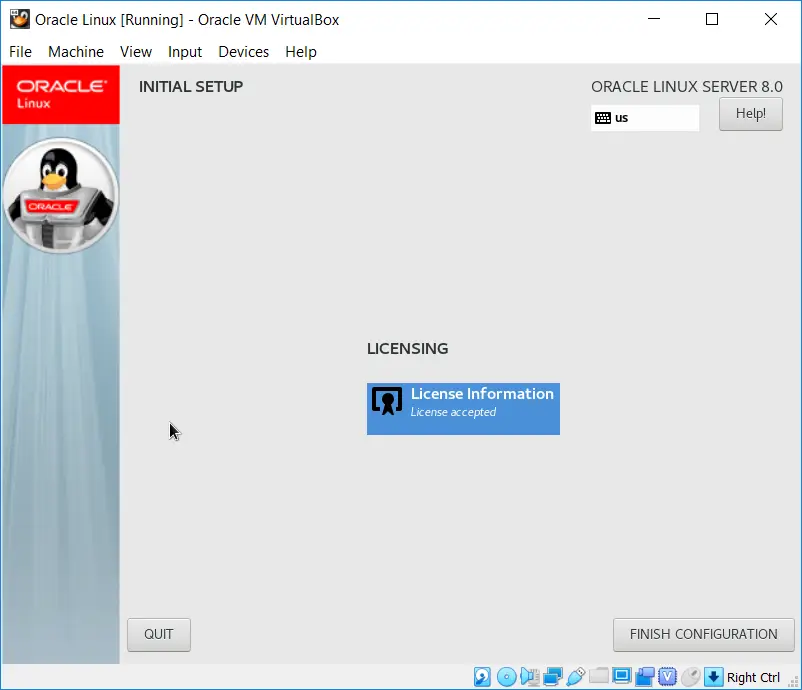 Oracle Linux [Running] - Oracle VM VirtualBox
File Machine View Input Devices Help
ORACLE
Linux
INITIAL SETUP
ORACLE LINUX SERVER 8.0
us
Help!
ORACLE
LICENSING
License Information
License accepted
QUIT
FINISH CONFIGURATION
V
Right Ctrl